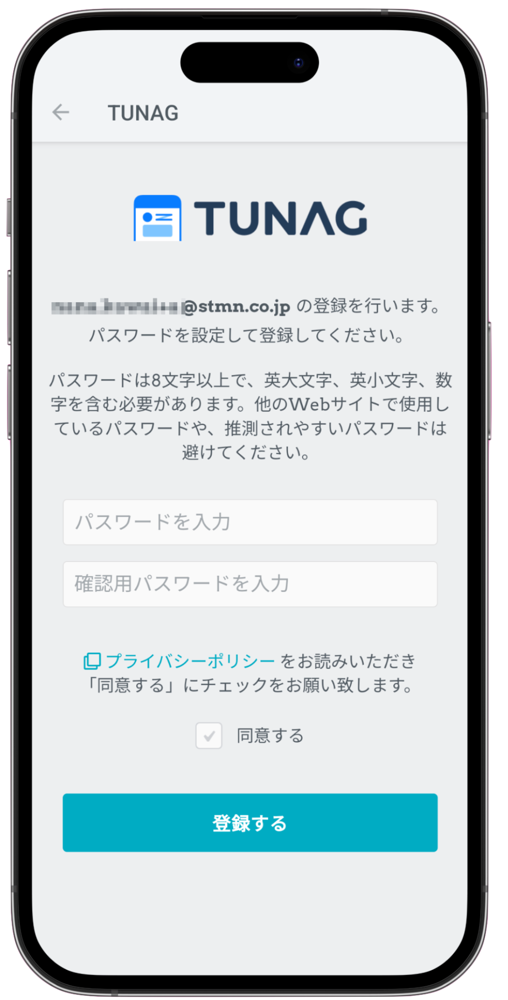 TUNAG
TUNAG
@stmn.co.jp の登録を行います。
パスワードを設定して登録してください。
パスワードは8文字以上で、英大文字、英小文字、数
字を含む必要があります。他のWebサイトで使用し
ているパスワードや、推測されやすいパスワードは
避けてください。
パスワードを入力
確認用パスワードを入力
プライバシーポリシー をお読みいただき
「同意する」にチェックをお願い致します。
同意する
登録する